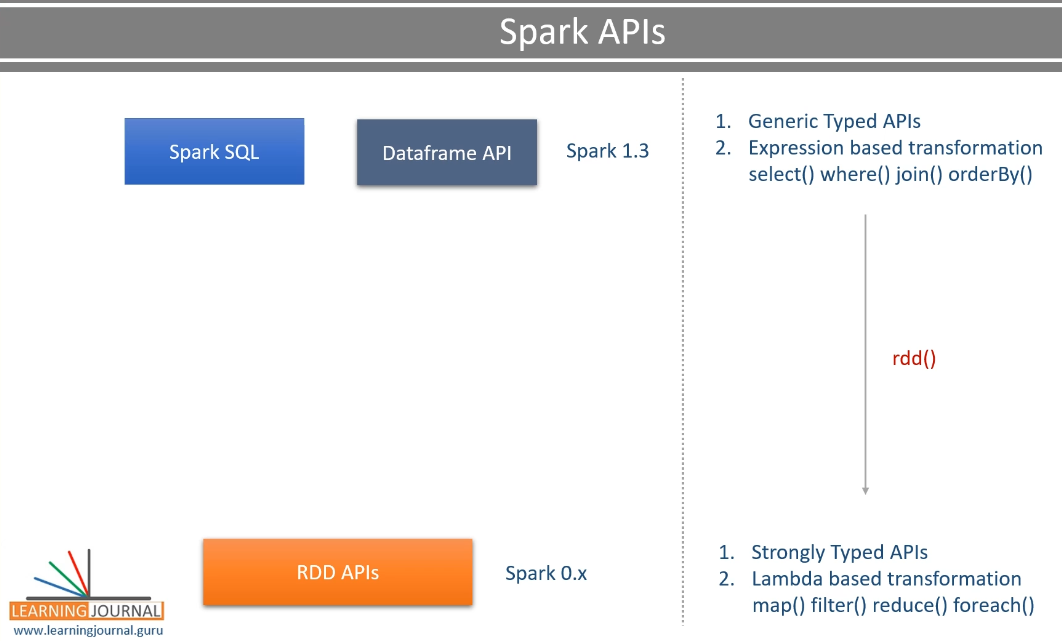 Spark APIs
Spark SQL
Dataframe API
Spark 1.3
1. Generic Typed APIs
2. Expression based transformation
select() where() join() orderBy()
rdd()
RDD APIs
Spark 0.x
1. Strongly Typed APIs
2. Lambda based transformation
map() filter() reduce() foreach()
LEARNING JOURNAL
www.learningjournal.guru